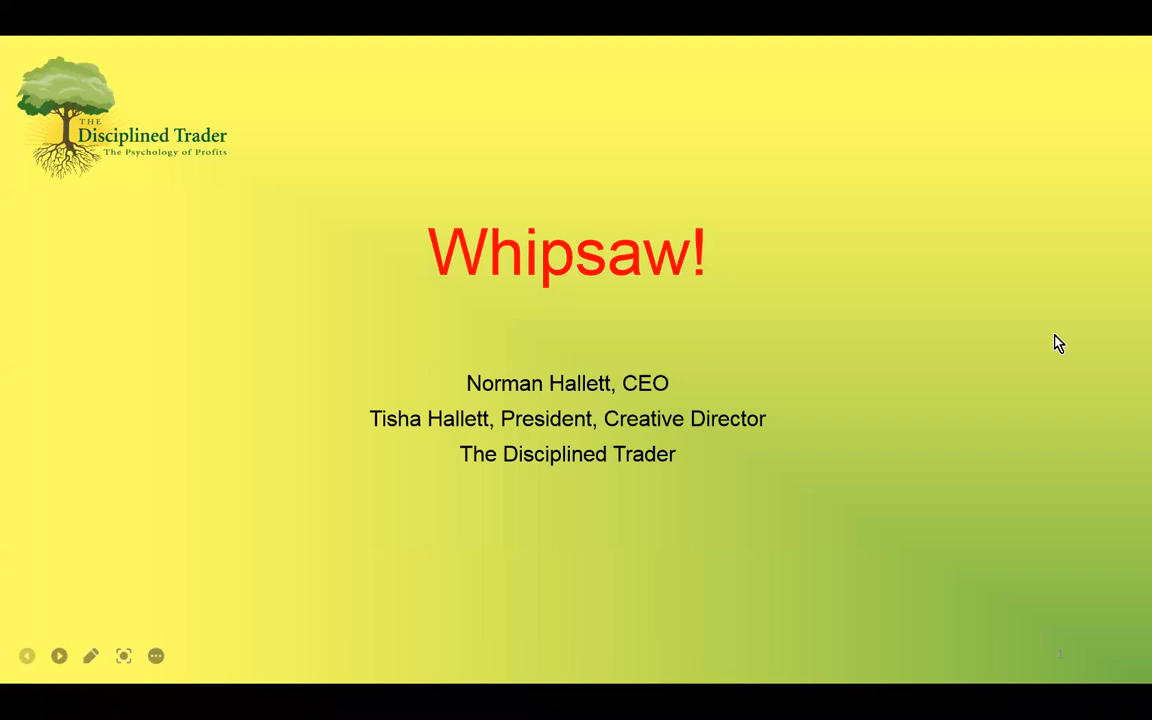 THE
Disciplined Trader
The Psychology of Profits
Whipsaw!
Norman Hallett, CEO
Tisha Hallett, President, Creative Director
The Disciplined Trader
1